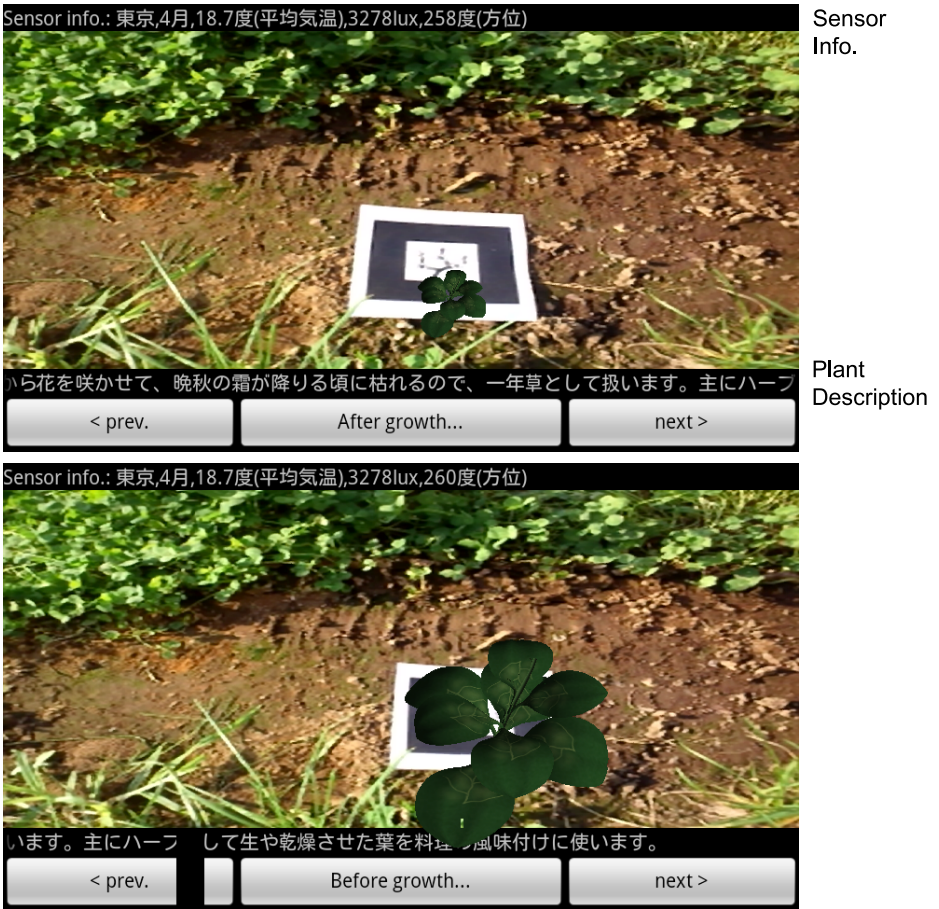 Sensor info.: 東京,4月,18.7度(平均気温),3278lux,258度(方位)
Sensor
Info.
Plant
Description
から花を咲かせて、晩秋の霜が降りる頃に枯れるので、一年草として扱います。主にハーブ
< prev.
After growth...
next >
Sensor info.: 東京,4月,18.7度(平均気温),3278lux,260度(方位)
います。主にハーブ して生や乾燥させた葉を料理 風味付けに使います。
< prev.
Before growth...
next >